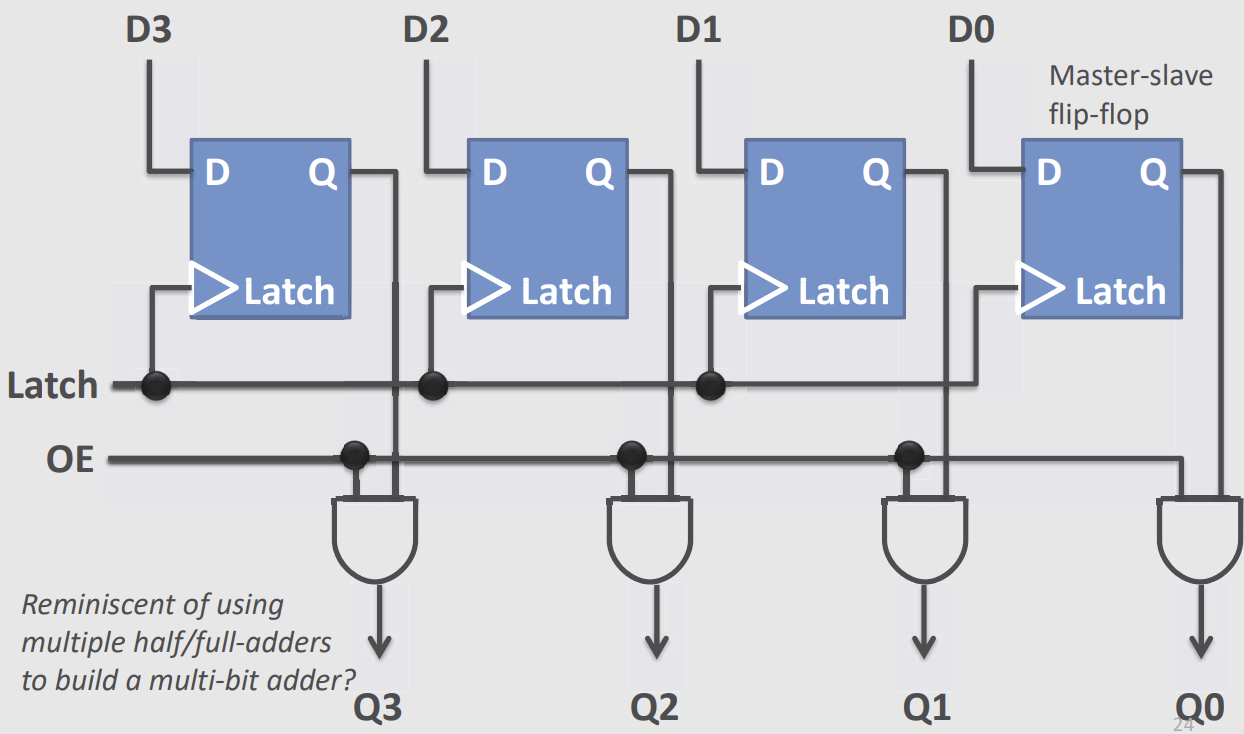 D3 D2 D1 D0
Master-slave
flip-flop
D Q D Q D Q D Q
Latch Latch Latch Latch
Latch
OE
Reminiscent of using
multiple half/full-adders
to build a multi-bit adder?
Q3 Q2 Q1 Q0
24